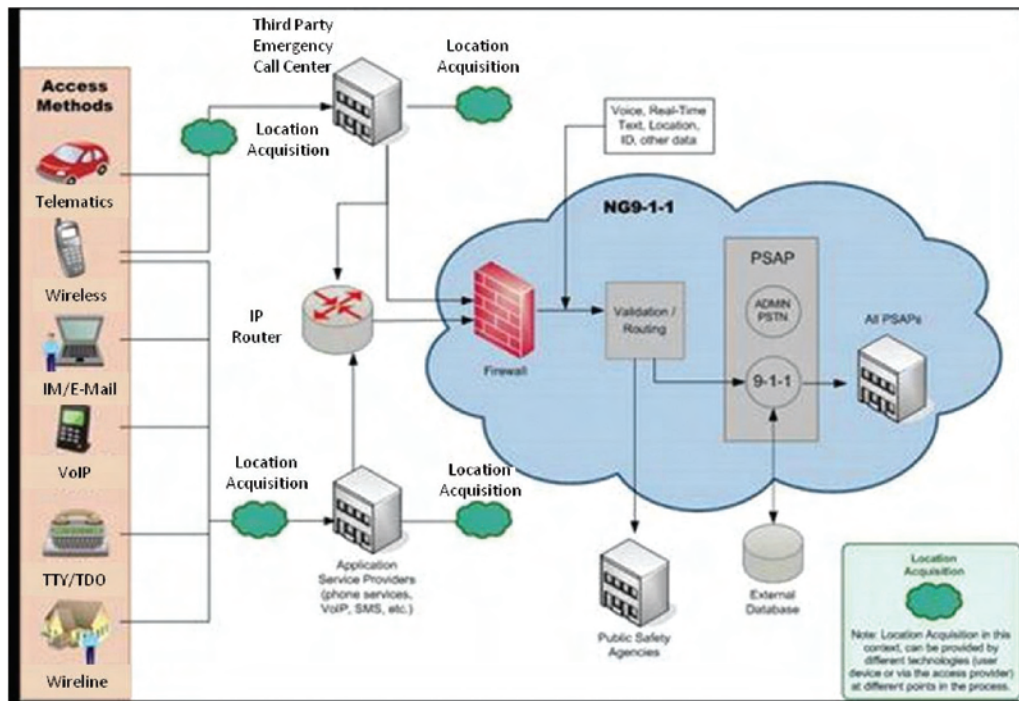 Access
Methods
Telematics
Wireless
IM/E-Mail
VoIP
TTY/TDO
Wireline
Third Party
Emergency
Call Center
Location
Acquisition
Location
Acquisition
IP
Router
Location
Acquisition
Location
Acquisition
Application
Service Providers
(phone services,
VoIP, SMS, etc.)
Voice, Real-Time
Text, Location,
ID, other data
NG9-1-1
Firewall
Validation /
Routing
PSAP
ADMIN
PSTN
9-1-1
All PSAPs
Public Safety
Agencies
External
Database
Location
Acquisition
Note: Location Acquisition in this
context, can be provided by
different technologies (user
device or via the access provider)
at different points in the process.